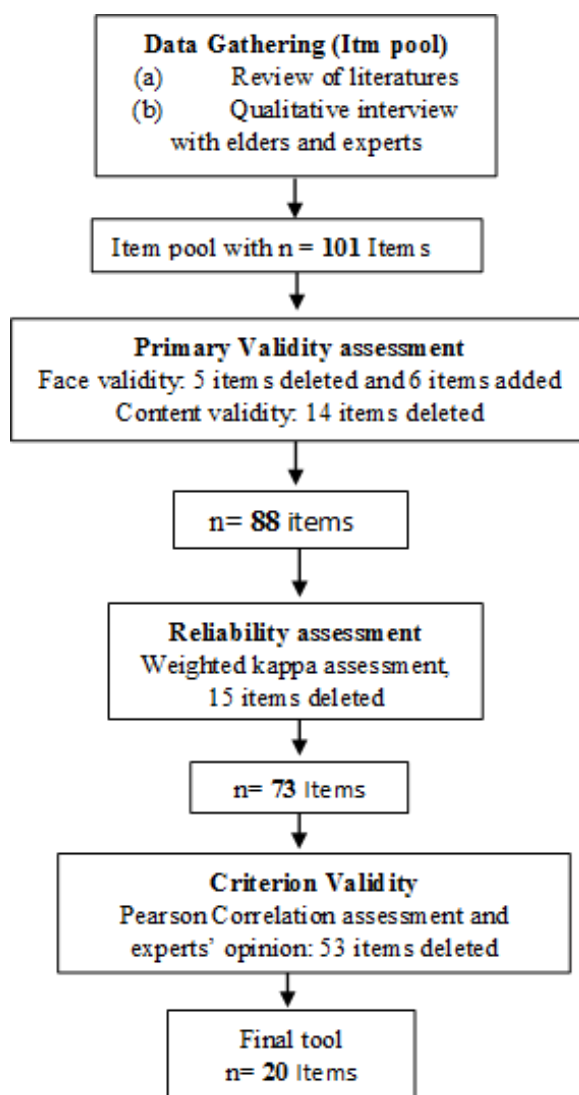 Data Gathering (Itm pool)
(a) Review of literatures
(b) Qualitative interview
with elders and experts
Item pool with n = 101 Items
Primary Validity assessment
Face validity: 5 items deleted and 6 items added
Content validity: 14 items deleted
n= 88 items
Reliability assessment
Weighted kappa assessment,
15 items deleted
n= 73 Items
Criterion Validity
Pearson Correlation assessment and
experts’ opinion: 53 items deleted
Final tool
n= 20 Items